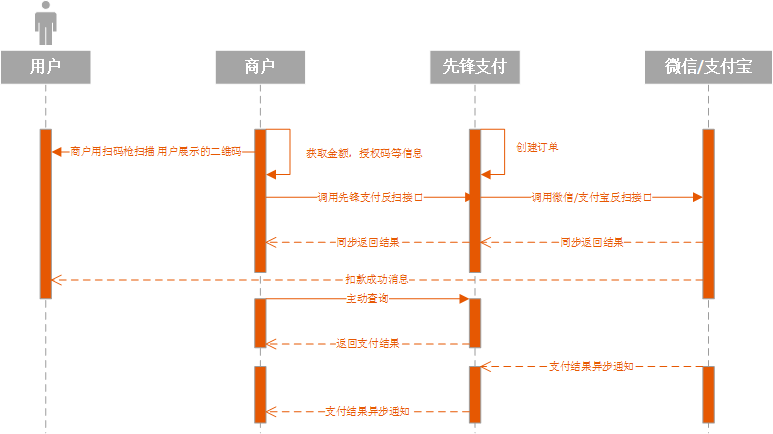 用户
商户
先锋支付
微信/支付宝
商户用扫码枪扫描用户展示的二维码
获取金额，授权码等信息
创建订单
调用先锋支付反扫接口
调用微信/支付宝反扫接口
同步返回结果
同步返回结果
扣款成功消息
主动查询
返回支付结果
支付结果异步通知
支付结果异步通知